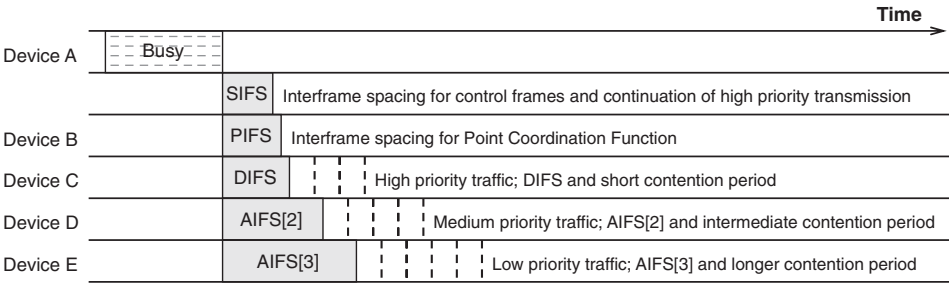 Time
Device A Busy
SIFS Interframe spacing for control frames and continuation of high priority transmission
Device B PIFS Interframe spacing for Point Coordination Function
Device C DIFS High priority traffic; DIFS and short contention period
Device D AIFS[2] Medium priority traffic; AIFS[2] and intermediate contention period
Device E AIFS[3] Low priority traffic; AIFS[3] and longer contention period